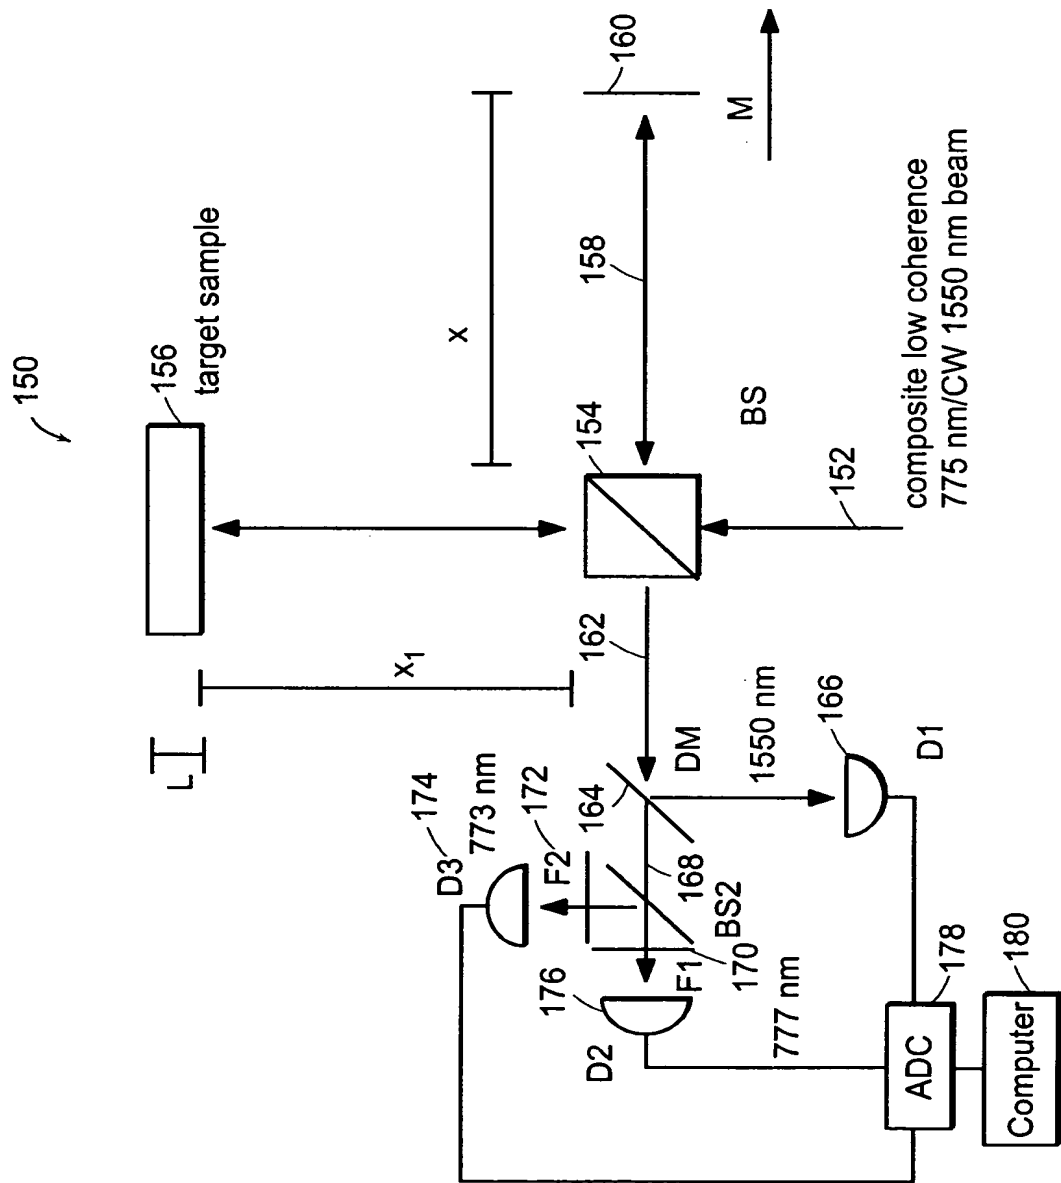 150
156
target sample
L
X₁
X
160
M
158
154
BS
152
composite low coherence
775 nm/CW 1550 nm beam
162
DM
164
1550 nm
166
D1
174
D3
773 nm
172
F2
168
BS2
170
F1
176
D2
777 nm
178
ADC
180
Computer